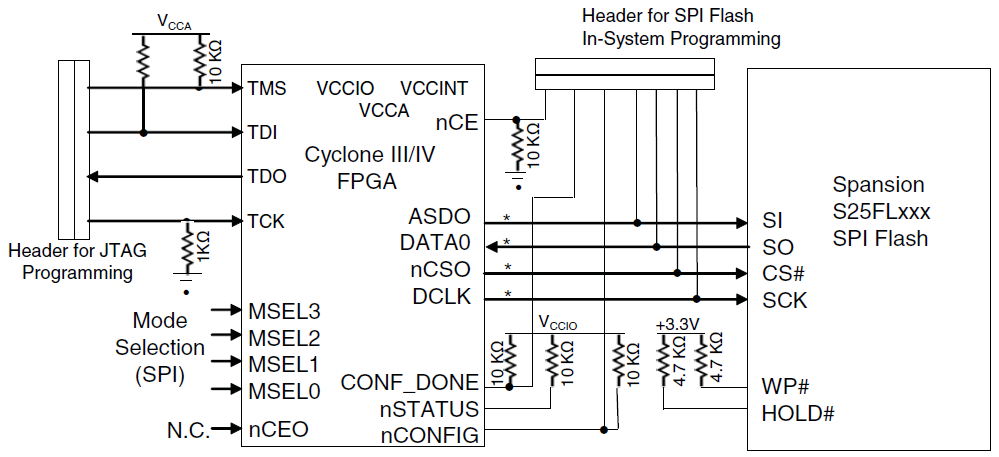 Header for SPI Flash
In-System Programming
VCCA
10 KΩ
TMS
VCCIO
VCCINT
VCCA
nCE
10 KΩ
TDI
Cyclone III/IV
FPGA
TDO
TCK
1KΩ
Header for JTAG
Programming
ASDO
*
SI
DATA0
*
SO
nCSO
*
CS#
DCLK
*
SCK
Spansion
S25FLxxx
SPI Flash
Mode
Selection
(SPI)
MSEL3
MSEL2
MSEL1
MSEL0
VCCIO
10 KΩ
10 KΩ
10 KΩ
+3.3V
4.7 KΩ
4.7 KΩ
CONF_DONE
nSTATUS
nCONFIG
WP#
HOLD#
N.C.
nCEO